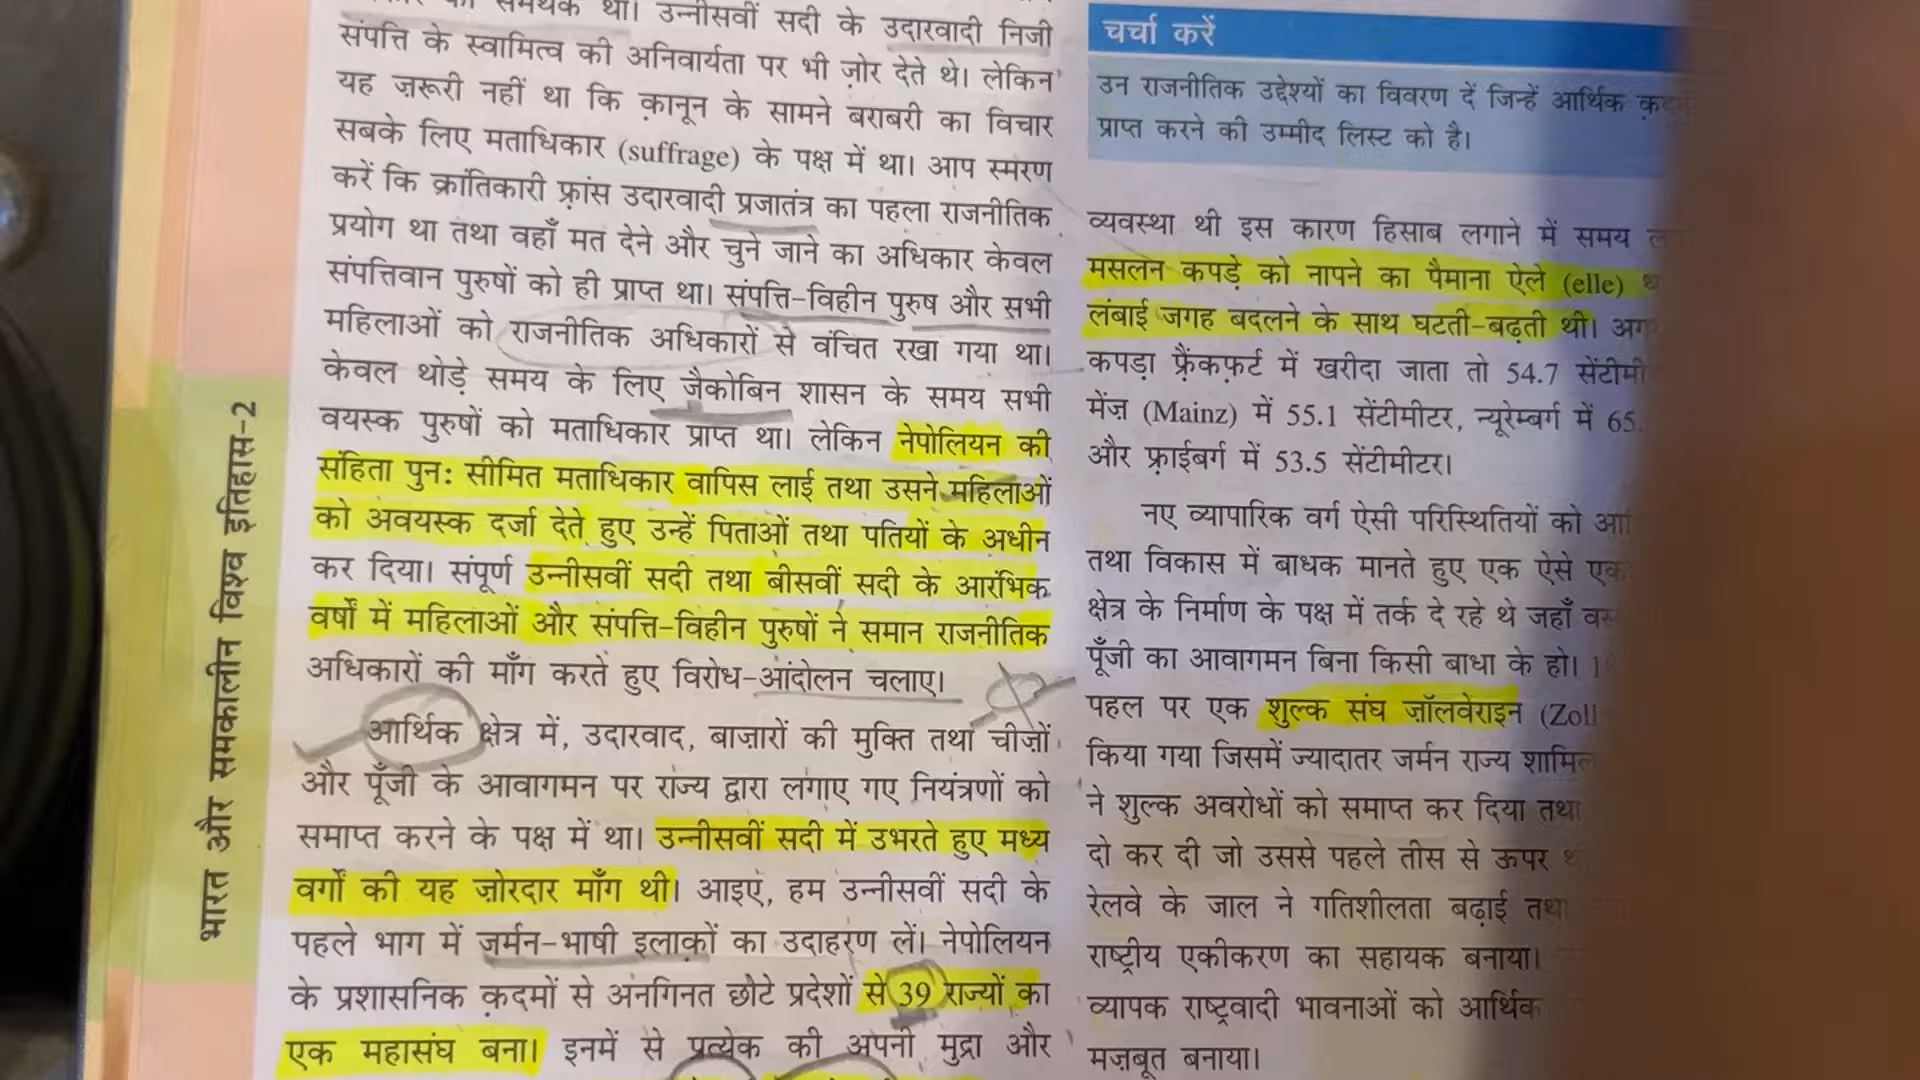 समर्थक था। उन्नीसवीं सदी के उदारवादी निजी
संपत्ति के स्वामित्व की अनिवार्यता पर भी ज़ोर देते थे। लेकिन
यह ज़रूरी नहीं था कि क़ानून के सामने बराबरी का विचार
सबके लिए मताधिकार (suffrage) के पक्ष में था। आप स्मरण
करें कि क्रांतिकारी फ़्रांस उदारवादी प्रजातंत्र का पहला राजनीतिक
प्रयोग था तथा वहाँ मत देने और चुने जाने का अधिकार केवल
संपत्तिवान पुरुषों को ही प्राप्त था। संपत्ति-विहीन पुरुष और सभी
महिलाओं को राजनीतिक अधिकारों से वंचित रखा गया था।
केवल थोड़े समय के लिए जैकोबिन शासन के समय सभी
वयस्क पुरुषों को मताधिकार प्राप्त था। लेकिन नेपोलियन की
संहिता पुन: सीमित मताधिकार वापिस लाई तथा उसने महिलाओं
को अवयस्क दर्जा देते हुए उन्हें पिताओं तथा पतियों के अधीन
कर दिया। संपूर्ण उन्नीसवीं सदी तथा बीसवीं सदी के आरंभिक
वर्षों में महिलाओं और संपत्ति-विहीन पुरुषों ने समान राजनीतिक
अधिकारों की माँग करते हुए विरोध-आंदोलन चलाए।
आर्थिक क्षेत्र में, उदारवाद, बाज़ारों की मुक्ति तथा चीज़ों
और पूँजी के आवागमन पर राज्य द्वारा लगाए गए नियंत्रणों को
समाप्त करने के पक्ष में था। उन्नीसवीं सदी में उभरते हुए मध्य
वर्गों की यह ज़ोरदार माँग थी। आइए, हम उन्नीसवीं सदी के
पहले भाग में जर्मन-भाषी इलाक़ों का उदाहरण लें। नेपोलियन
के प्रशासनिक क़दमों से अनगिनत छोटे प्रदेशों से 39 राज्यों का
एक महासंघ बना। इनमें से प्रत्येक की अपनी मुद्रा और
चर्चा करें
उन राजनीतिक उद्देश्यों का विवरण दें जिन्हें आर्थिक
प्राप्त करने की उम्मीद लिस्ट को है।
व्यवस्था थी इस कारण हिसाब लगाने में समय
मसलन कपड़े को नापने का पैमाना ऐले (elle)
लंबाई जगह बदलने के साथ घटती-बढ़ती थी।
कपड़ा फ़्रैंकफ़र्ट में खरीदा जाता तो 54.7
मेंज़ (Mainz) में 55.1 सेंटीमीटर, न्यूरेम्बर्ग में
और फ़्राईबर्ग में 53.5 सेंटीमीटर।
नए व्यापारिक वर्ग ऐसी परिस्थितियों को
तथा विकास में बाधक मानते हुए एक ऐसे
क्षेत्र के निर्माण के पक्ष में तर्क दे रहे थे जहाँ
पूँजी का आवागमन बिना किसी बाधा के हो।
पहल पर एक शुल्क संघ ज़ॉलवेराइन
किया गया जिसमें ज्यादातर जर्मन राज्य
ने शुल्क अवरोधों को समाप्त कर दिया तथा
दो कर दी जो उससे पहले तीस से ऊपर
रेलवे के जाल ने गतिशीलता बढ़ाई तथा
राष्ट्रीय एकीकरण का सहायक बनाया।
व्यापक राष्ट्रवादी भावनाओं को आर्थिक
मज़बूत बनाया।
भारत और समकालीन विश्व इतिहास-2